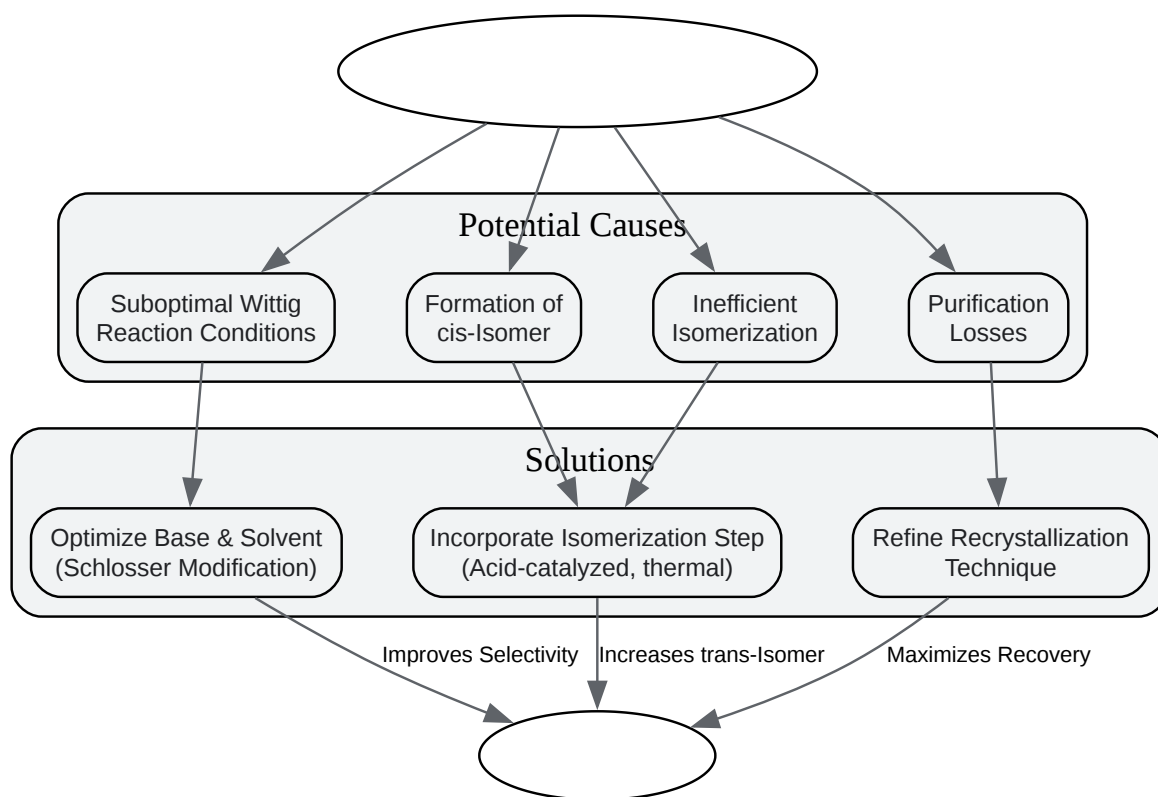 Potential Causes
Suboptimal Wittig
Reaction Conditions
Formation of
cis-Isomer
Inefficient
Isomerization
Purification
Losses
Solutions
Optimize Base & Solvent
(Schlosser Modification)
Incorporate Isomerization Step
(Acid-catalyzed, thermal)
Refine Recrystallization
Technique
Improves Selectivity
Increases trans-Isomer
Maximizes Recovery